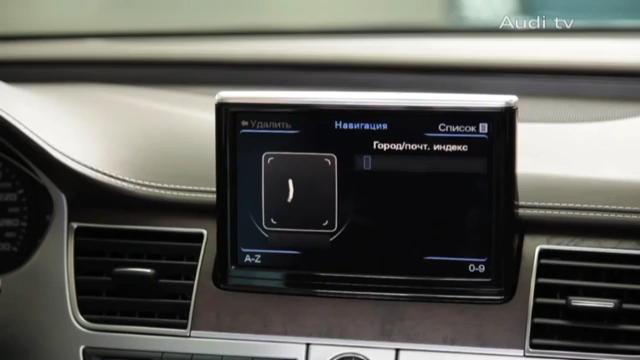 Audi tv
Удалить
Навигация
Список
Город/почт. индекс
A-Z
0-9